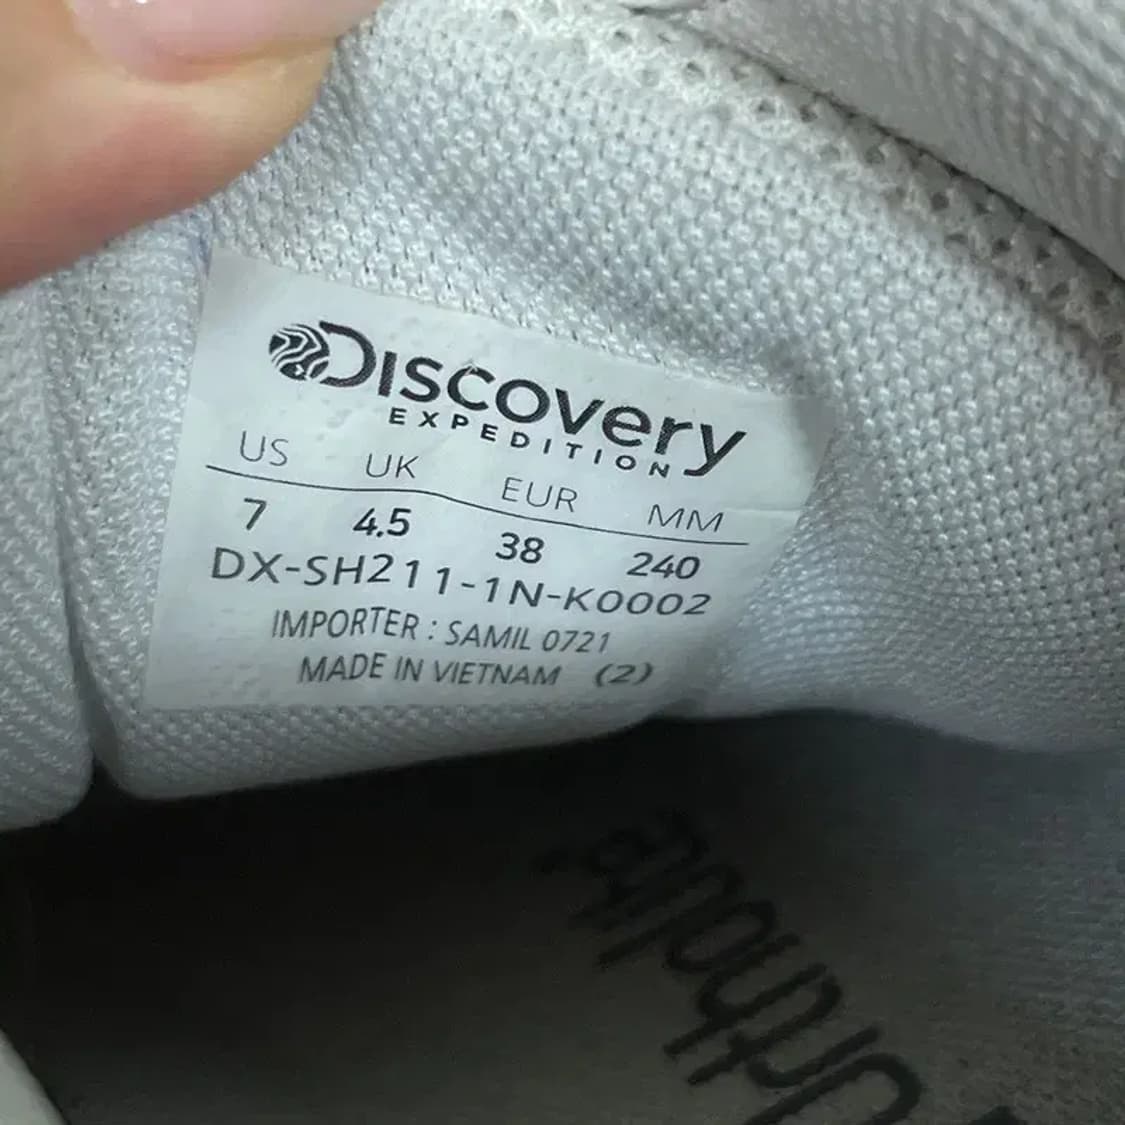 DISCOVERY
EXPEDITION
US UK EUR MM
7 4.5 38 240
DX-SH211-1N-K0002
IMPORTER : SAMIL 0721
MADE IN VIETNAM (2)